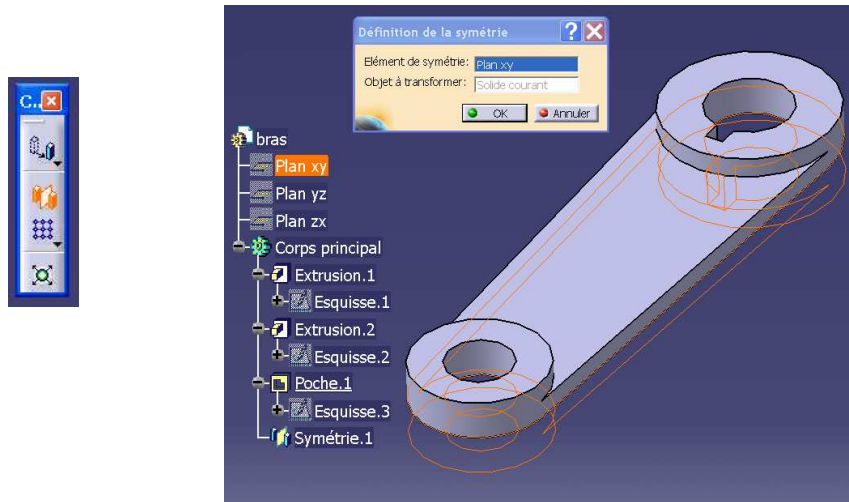 C..
Définition de la symétrie
Elément de symétrie: Plan xy
Objet à transformer: Solide courant
OK Annuler
bras
Plan xy
Plan yz
Plan zx
Corps principal
Extrusion.1
Esquisse.1
Extrusion.2
Esquisse.2
Poche.1
Esquisse.3
Symétrie.1